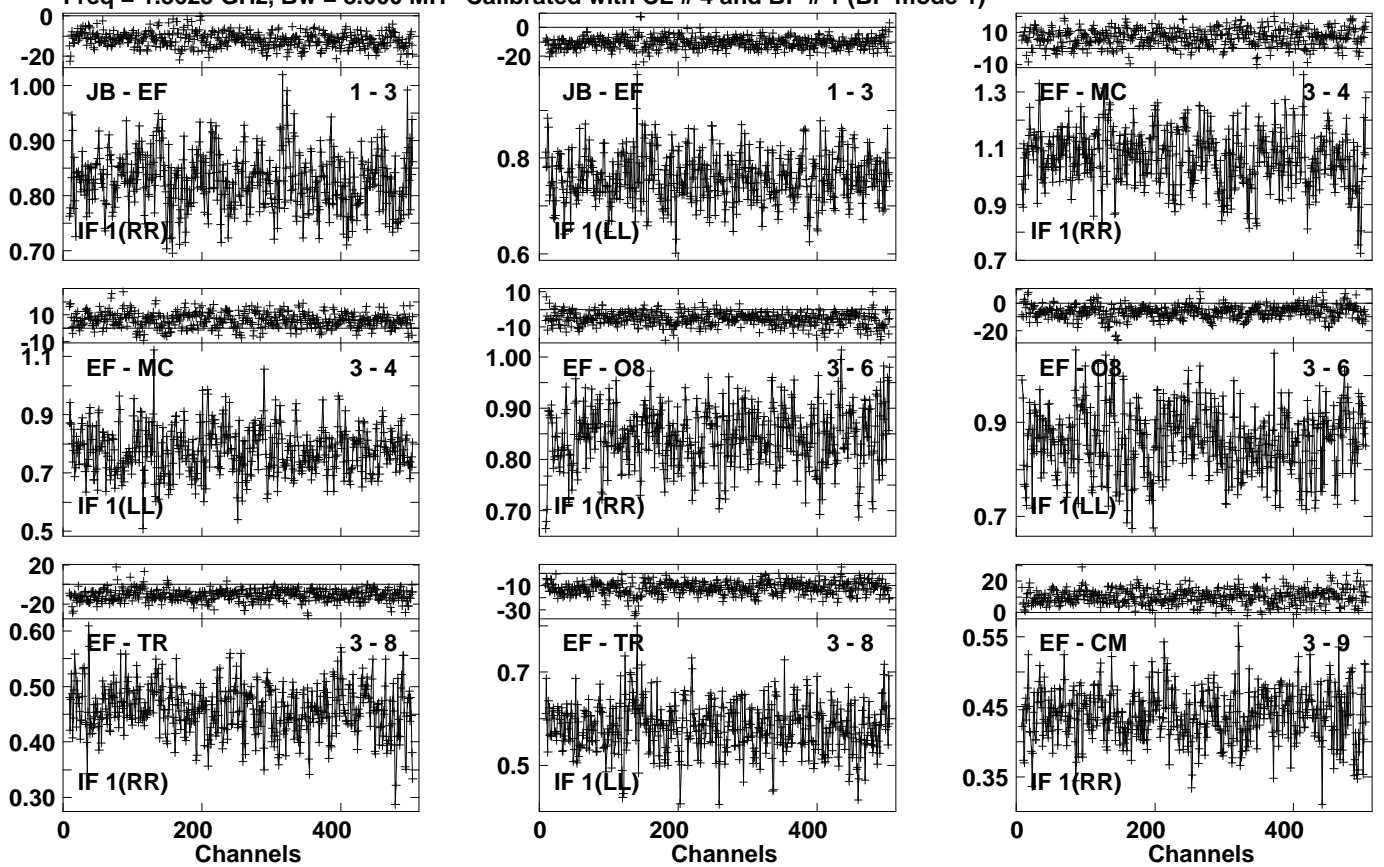 Calibrated with CL # 4 and BP # 1 (BP mode 1)
0
-20
1.00
0.90
0.80
0.70
JB - EF 1 - 3
IF 1(RR)
0
-20
0.8
0.6
JB - EF 1 - 3
IF 1(LL)
10
-10
1.3
1.1
0.9
0.7
EF - MC 3 - 4
IF 1(RR)
10
-10
1.1
0.9
0.7
0.5
EF - MC 3 - 4
IF 1(LL)
10
-10
1.00
0.90
0.80
0.70
EF - O8 3 - 6
IF 1(RR)
0
-20
0.9
0.7
EF - O8 3 - 6
IF 1(LL)
20
-20
0.60
0.50
0.40
0.30
EF - TR 3 - 8
IF 1(RR)
0 200 400
Channels
-10
-30
0.7
0.5
EF - TR 3 - 8
IF 1(LL)
0 200 400
Channels
20
0
0.55
0.45
0.35
EF - CM 3 - 9
IF 1(RR)
0 200 400
Channels